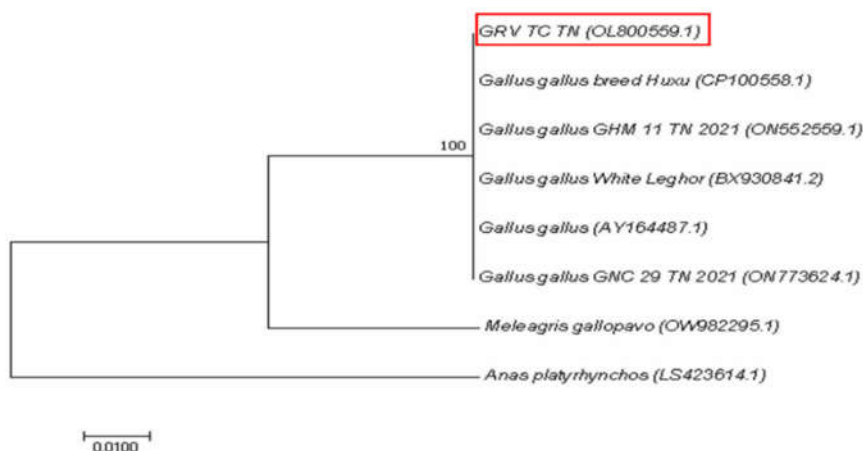 GRV TC TN (OL800559.1)
Gallus gallus breed Huxu (CP100558.1)
Gallus gallus GHM 11 TN 2021 (ON552559.1)
100
Gallus gallus White Leghor (BX930841.2)
Gallus gallus (AY164487.1)
Gallus gallus GNC 29 TN 2021 (ON773624.1)
Meleagris gallopavo (OW982295.1)
Anas platyrhynchos (LS423614.1)
0.0100